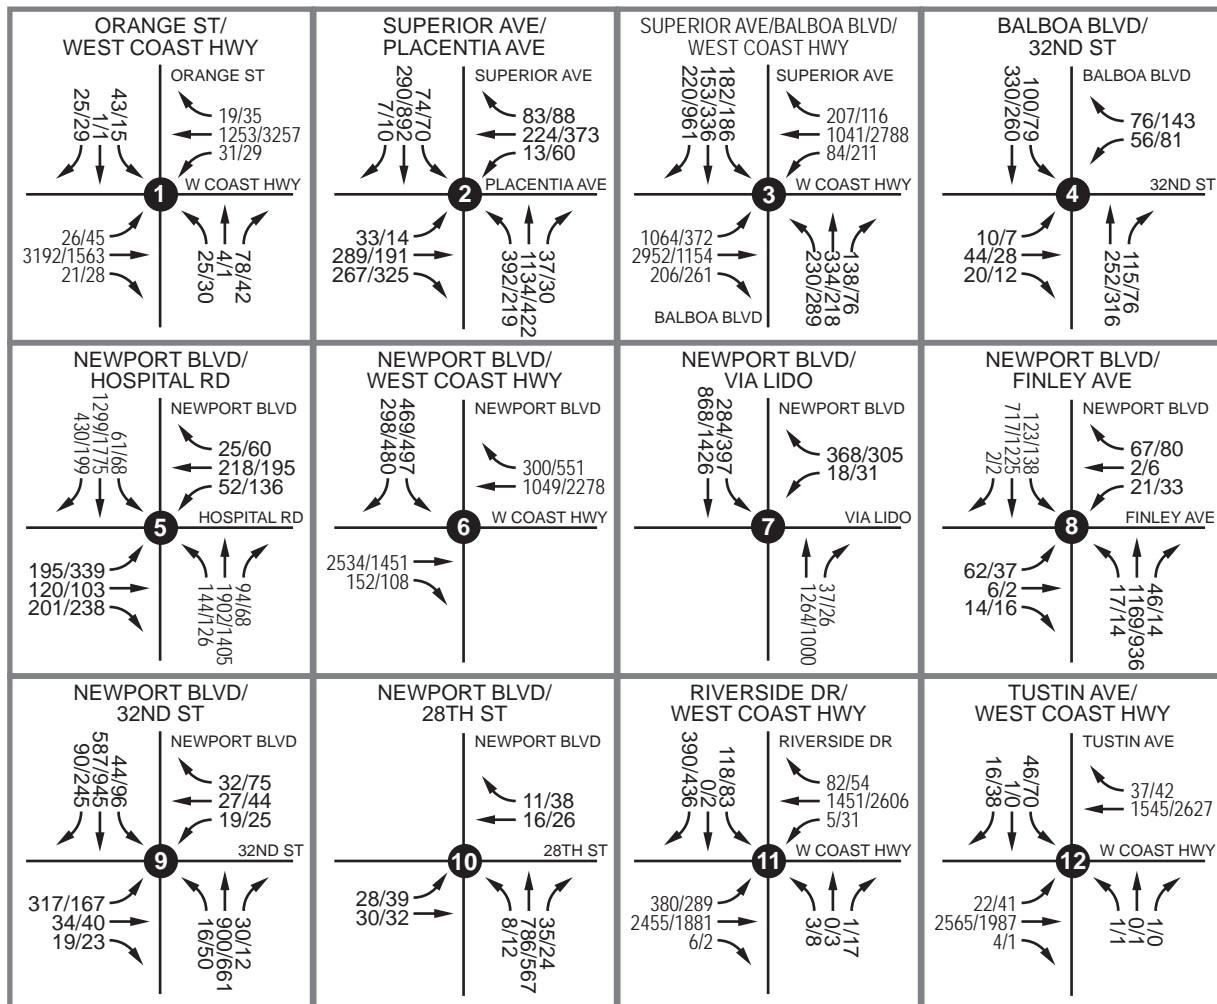 ORANGE ST/
WEST COAST HWY
ORANGE ST
25/29
1/1
43/15
19/35
1253/3257
31/29
1
W COAST HWY
26/45
3192/1563
21/28
25/30
4/1
78/42
SUPERIOR AVE/
PLACENTIA AVE
SUPERIOR AVE
7/10
290/892
74/70
83/88
224/373
13/60
2
PLACENTIA AVE
33/14
289/191
267/325
392/219
1134/422
37/30
SUPERIOR AVE/BALBOA BLVD/
WEST COAST HWY
SUPERIOR AVE
220/961
153/336
182/186
207/116
1041/2788
84/211
3
W COAST HWY
1064/372
2952/1154
206/261
BALBOA BLVD
230/289
334/218
138/76
BALBOA BLVD/
32ND ST
BALBOA BLVD
330/260
100/79
76/143
56/81
4
32ND ST
10/7
44/28
20/12
252/316
115/76
NEWPORT BLVD/
HOSPITAL RD
NEWPORT BLVD
430/199
1299/1775
61/68
25/60
218/195
52/136
5
HOSPITAL RD
195/339
120/103
201/238
144/126
1902/1405
94/68
NEWPORT BLVD/
WEST COAST HWY
NEWPORT BLVD
298/480
469/497
300/551
1049/2278
6
W COAST HWY
2534/1451
152/108
NEWPORT BLVD/
VIA LIDO
NEWPORT BLVD
868/1426
284/397
368/305
18/31
7
VIA LIDO
1264/1000
37/26
NEWPORT BLVD/
FINLEY AVE
NEWPORT BLVD
2/2
717/1225
123/138
67/80
2/6
21/33
8
FINLEY AVE
62/37
6/2
14/16
17/14
1169/936
46/14
NEWPORT BLVD/
32ND ST
NEWPORT BLVD
90/245
587/945
44/96
32/75
27/44
19/25
9
32ND ST
317/167
34/40
19/23
16/50
900/661
30/12
NEWPORT BLVD/
28TH ST
NEWPORT BLVD
11/38
16/26
10
28TH ST
28/39
30/32
8/12
786/567
35/24
RIVERSIDE DR/
WEST COAST HWY
RIVERSIDE DR
390/436
0/2
118/83
82/54
1451/2606
5/31
11
W COAST HWY
380/289
2455/1881
6/2
3/8
0/3
1/17
TUSTIN AVE/
WEST COAST HWY
TUSTIN AVE
16/38
1/0
46/70
37/42
1545/2627
12
W COAST HWY
22/41
2565/1987
4/1
1/1
0/1
1/0